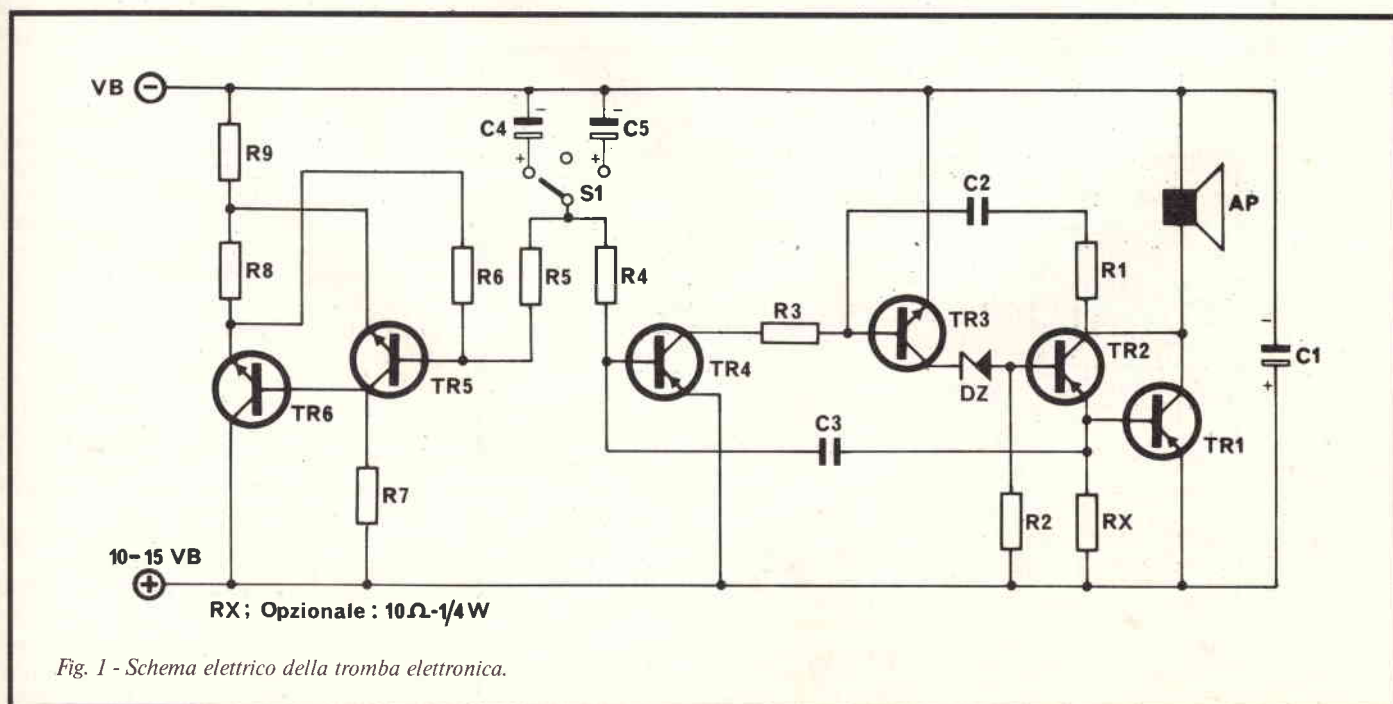 VB −
R9
C4
−
+
C5
−
+
S1
C2
AP
R8
R6
R5
R4
R1
R3
TR3
TR2
C1
−
+
TR6
TR5
TR4
DZ
TR1
C3
R7
R2
RX
10-15 VB
+
RX; Opzionale : 10Ω-1/4W
Fig. 1 - Schema elettrico della tromba elettronica.